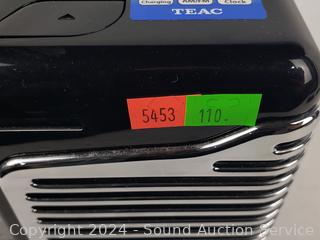 Charging AM/FM Clock
TEAC
5453 110.
Copyright 2024 - Sound Auction Service